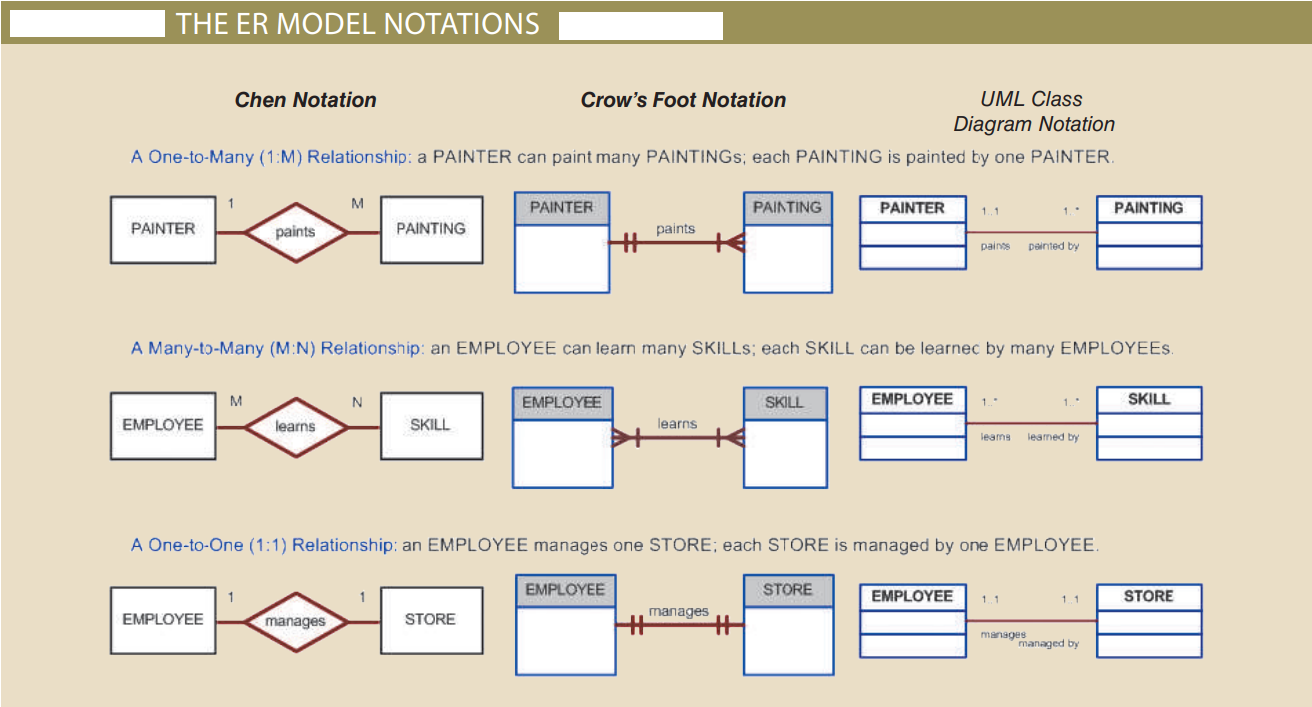 THE ER MODEL NOTATIONS
Chen Notation
Crow's Foot Notation
UML Class
Diagram Notation
A One-to-Many (1:M) Relationship: a PAINTER can paint many PAINTINGs; each PAINTING is painted by one PAINTER.
PAINTER
1
paints
M
PAINTING
PAINTER
paints
PAINTING
PAINTER
1..1
1..*
paints
painted by
PAINTING
A Many-to-Many (M:N) Relationship: an EMPLOYEE can learn many SKILLs; each SKILL can be learned by many EMPLOYEEs.
EMPLOYEE
M
learns
N
SKILL
EMPLOYEE
learns
SKILL
EMPLOYEE
1..*
1..*
learns
learned by
SKILL
A One-to-One (1:1) Relationship: an EMPLOYEE manages one STORE; each STORE is managed by one EMPLOYEE.
EMPLOYEE
1
manages
1
STORE
EMPLOYEE
manages
STORE
EMPLOYEE
1..1
1..1
manages
managed by
STORE